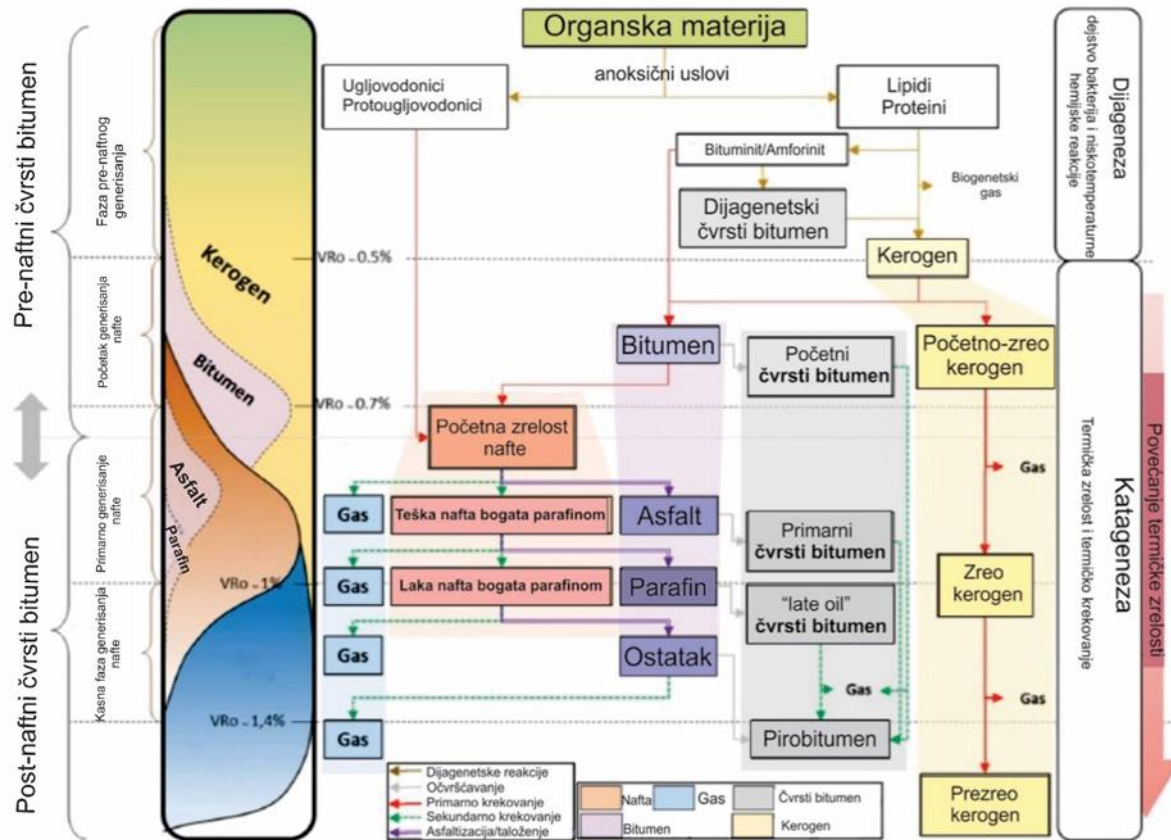 Organska materija
anoksični uslovi
Ugljovodonici
Protougljovodonici
Lipidi
Proteini
Bituminit/Amforinit
Biogenetski
gas
Dijagenetski
čvrsti bitumen
Kerogen
Pre-naftni čvrsti bitumen
Post-naftni čvrsti bitumen
Faza pre-naftnog
generisanja
Početak generisanja
nafte
Primarno generisanje
nafte
Kasna faza generisanja
nafte
Kerogen
Bitumen
Asfalt
Parafin
VRo ~ 0.5%
VRo ~ 0.7%
VRo ~ 1%
VRo ~ 1,4%
Bitumen
Početni
čvrsti bitumen
Početno-zreo
kerogen
Početna zrelost
nafte
Gas
Gas
Teška nafta bogata parafinom
Asfalt
Primarni
čvrsti bitumen
Gas
Laka nafta bogata parafinom
Parafin
"late oil"
čvrsti bitumen
Zreo
kerogen
Gas
Ostatak
Gas
Gas
Gas
Pirobitumen
Prezreo
kerogen
Dijageneza
dejstvo bakterija i niskotemperaturne
hemijske reakcije
Katageneza
Termička zrelost i termičko krekovanje
Povećanje termičke zrelosti
Dijagenetske reakcije
Očvršćavanje
Primarno krekovanje
Sekundarno krekovanje
Asfaltizacija/taloženje
Nafta
Gas
Čvrsti bitumen
Bitumen
Kerogen